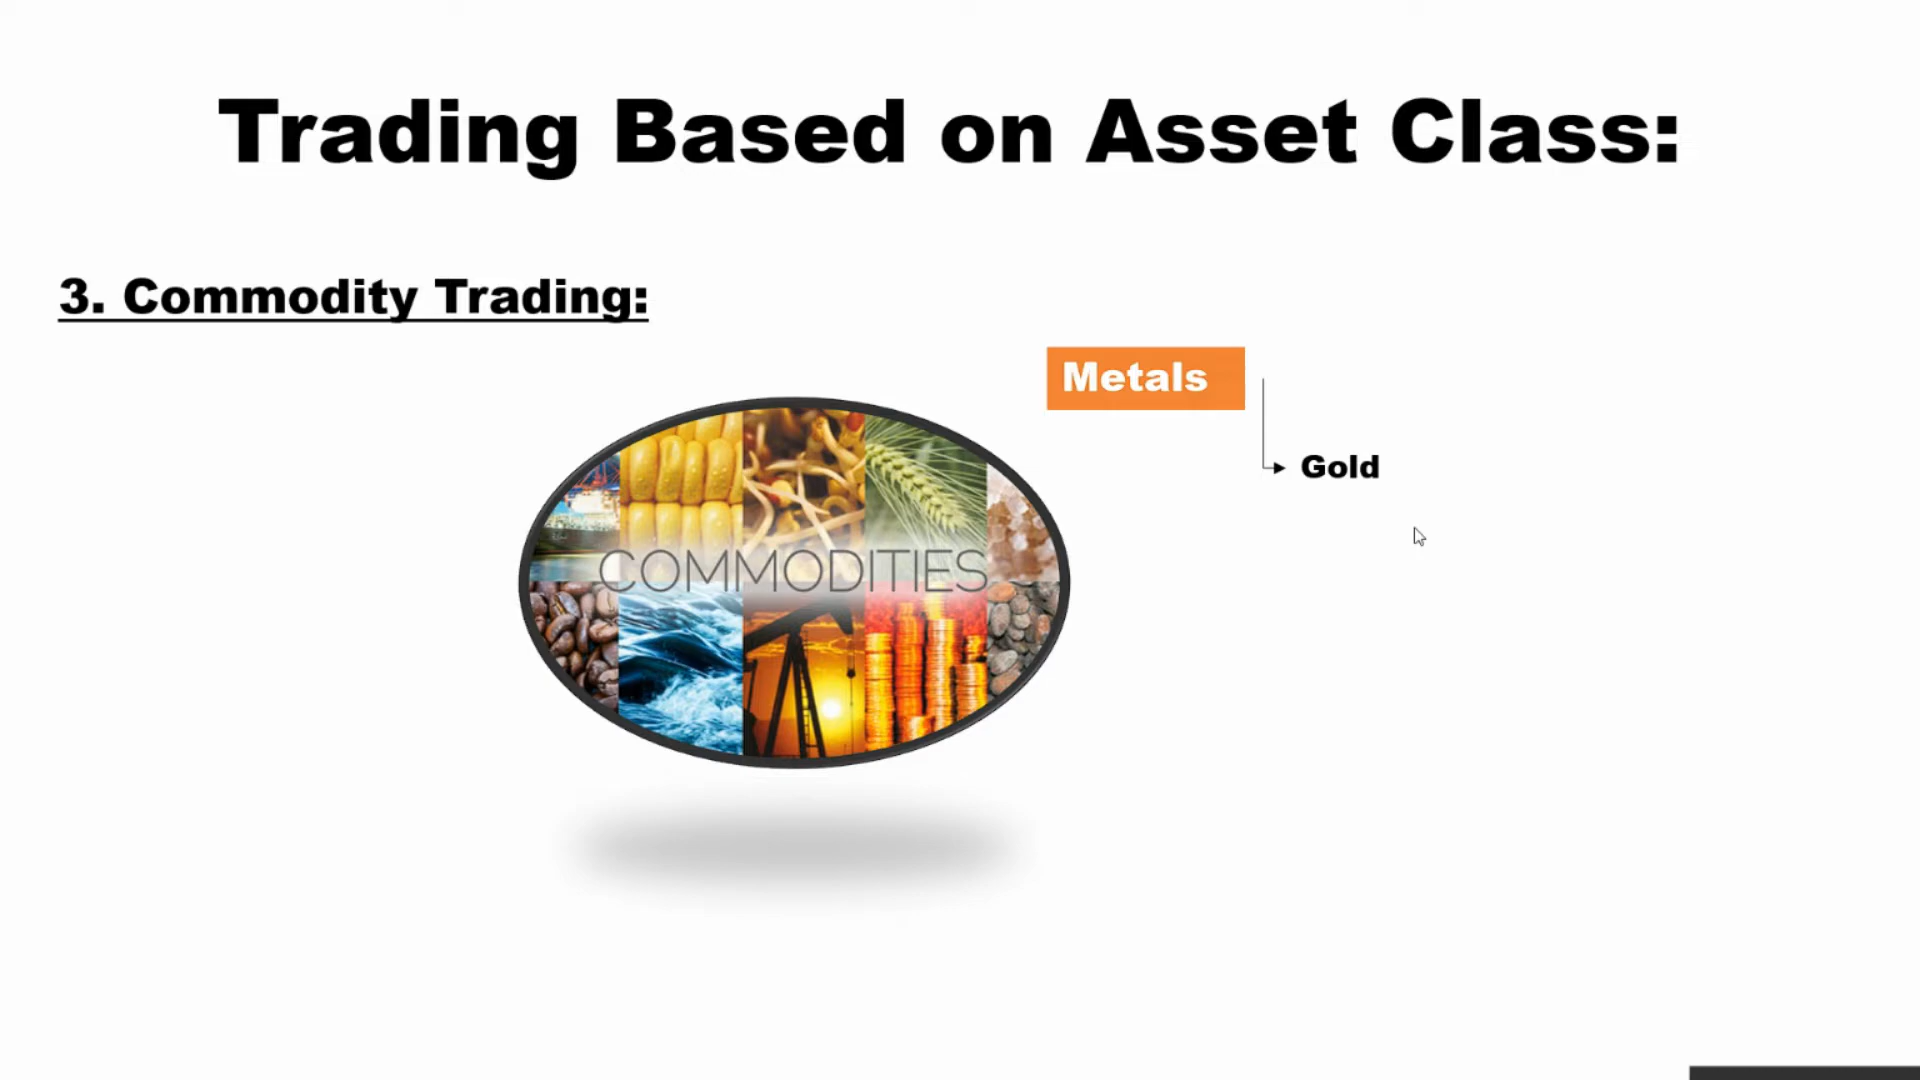 Trading Based on Asset Class:
3. Commodity Trading:
Metals
Gold
COMMODITIES